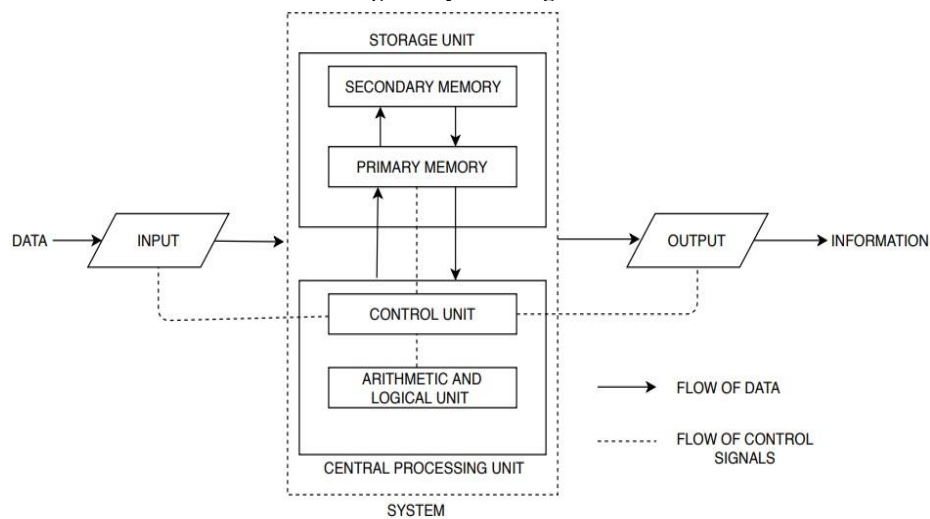 STORAGE UNIT
SECONDARY MEMORY
PRIMARY MEMORY
DATA
INPUT
OUTPUT
INFORMATION
CONTROL UNIT
ARITHMETIC AND
LOGICAL UNIT
FLOW OF DATA
FLOW OF CONTROL
SIGNALS
CENTRAL PROCESSING UNIT
SYSTEM